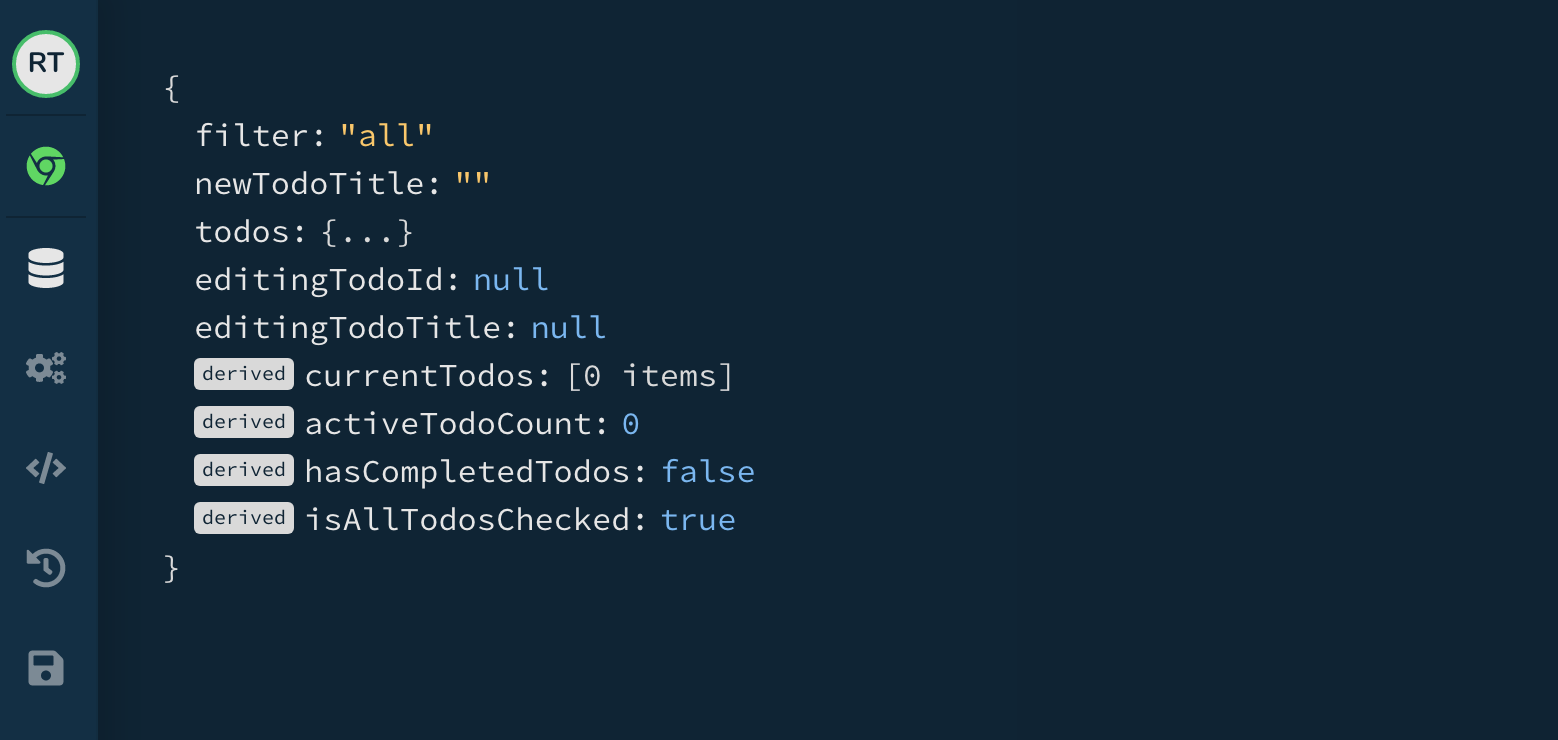 RT
{
filter: "all"
newTodoTitle: ""
todos: {...}
editingTodoId: null
editingTodoTitle: null
derived currentTodos: [0 items]
derived activeTodoCount: 0
derived hasCompletedTodos: false
derived isAllTodosChecked: true
}